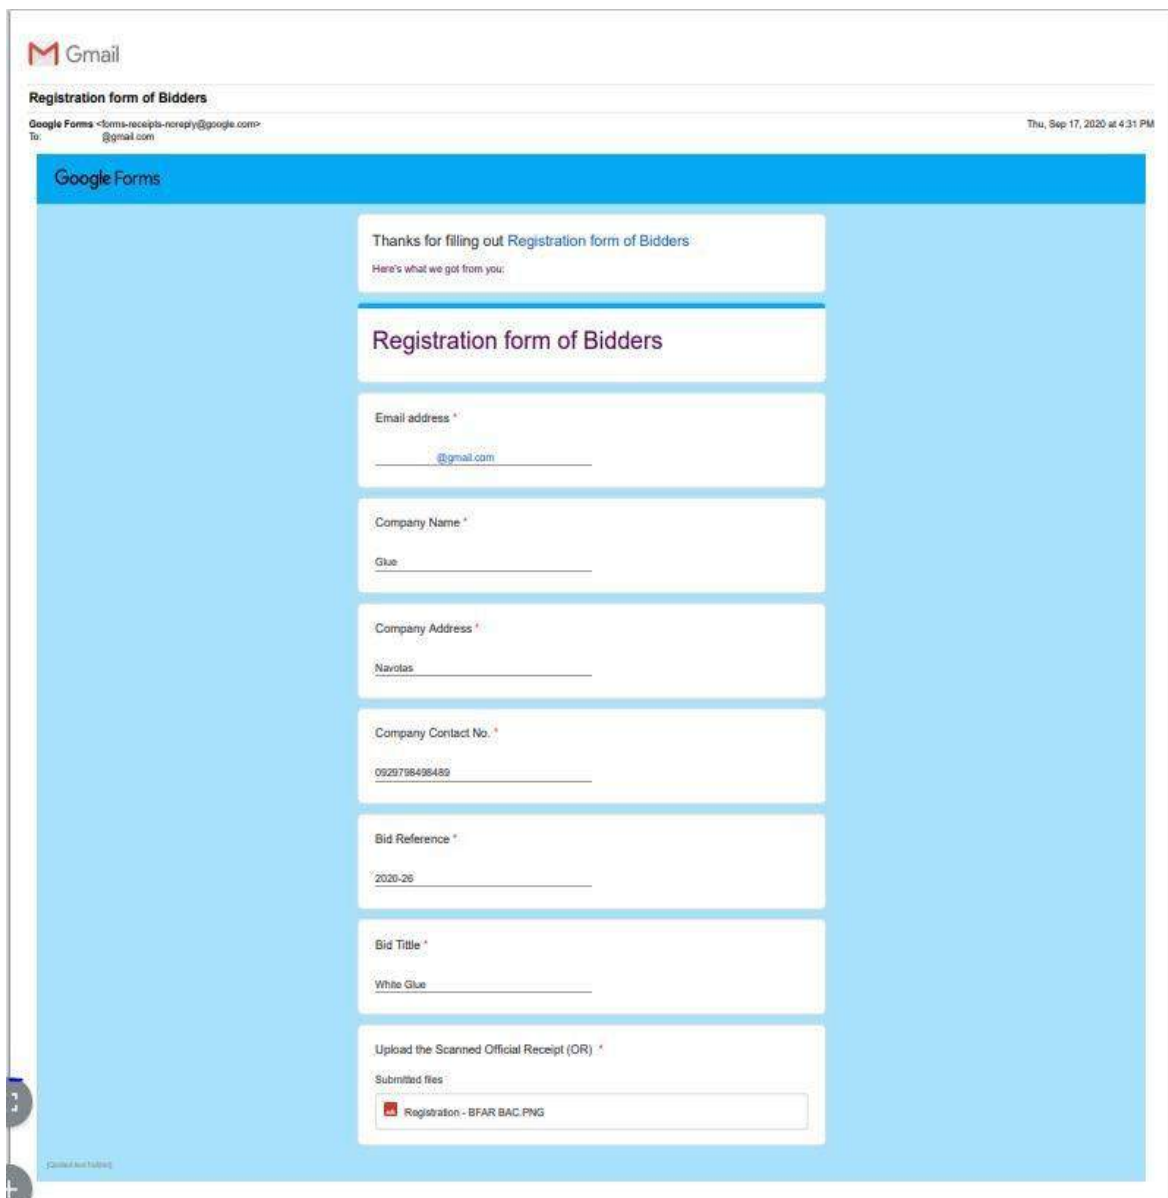 Gmail
Registration form of Bidders
Google Forms <forms-receipts-noreply@google.com>
Thu, Sep 17, 2020 at 4:31 PM
To: @gmail.com
Google Forms
Thanks for filling out Registration form of Bidders
Here's what we got from you:
Registration form of Bidders
Email address *
@gmail.com
Company Name *
Glue
Company Address *
Navotas
Company Contact No. *
0929798498489
Bid Reference *
2020-26
Bid Tittle *
White Glue
Upload the Scanned Official Receipt (OR) *
Submitted files
Registration - BFAR BAC.PNG
[Quoted text hidden]